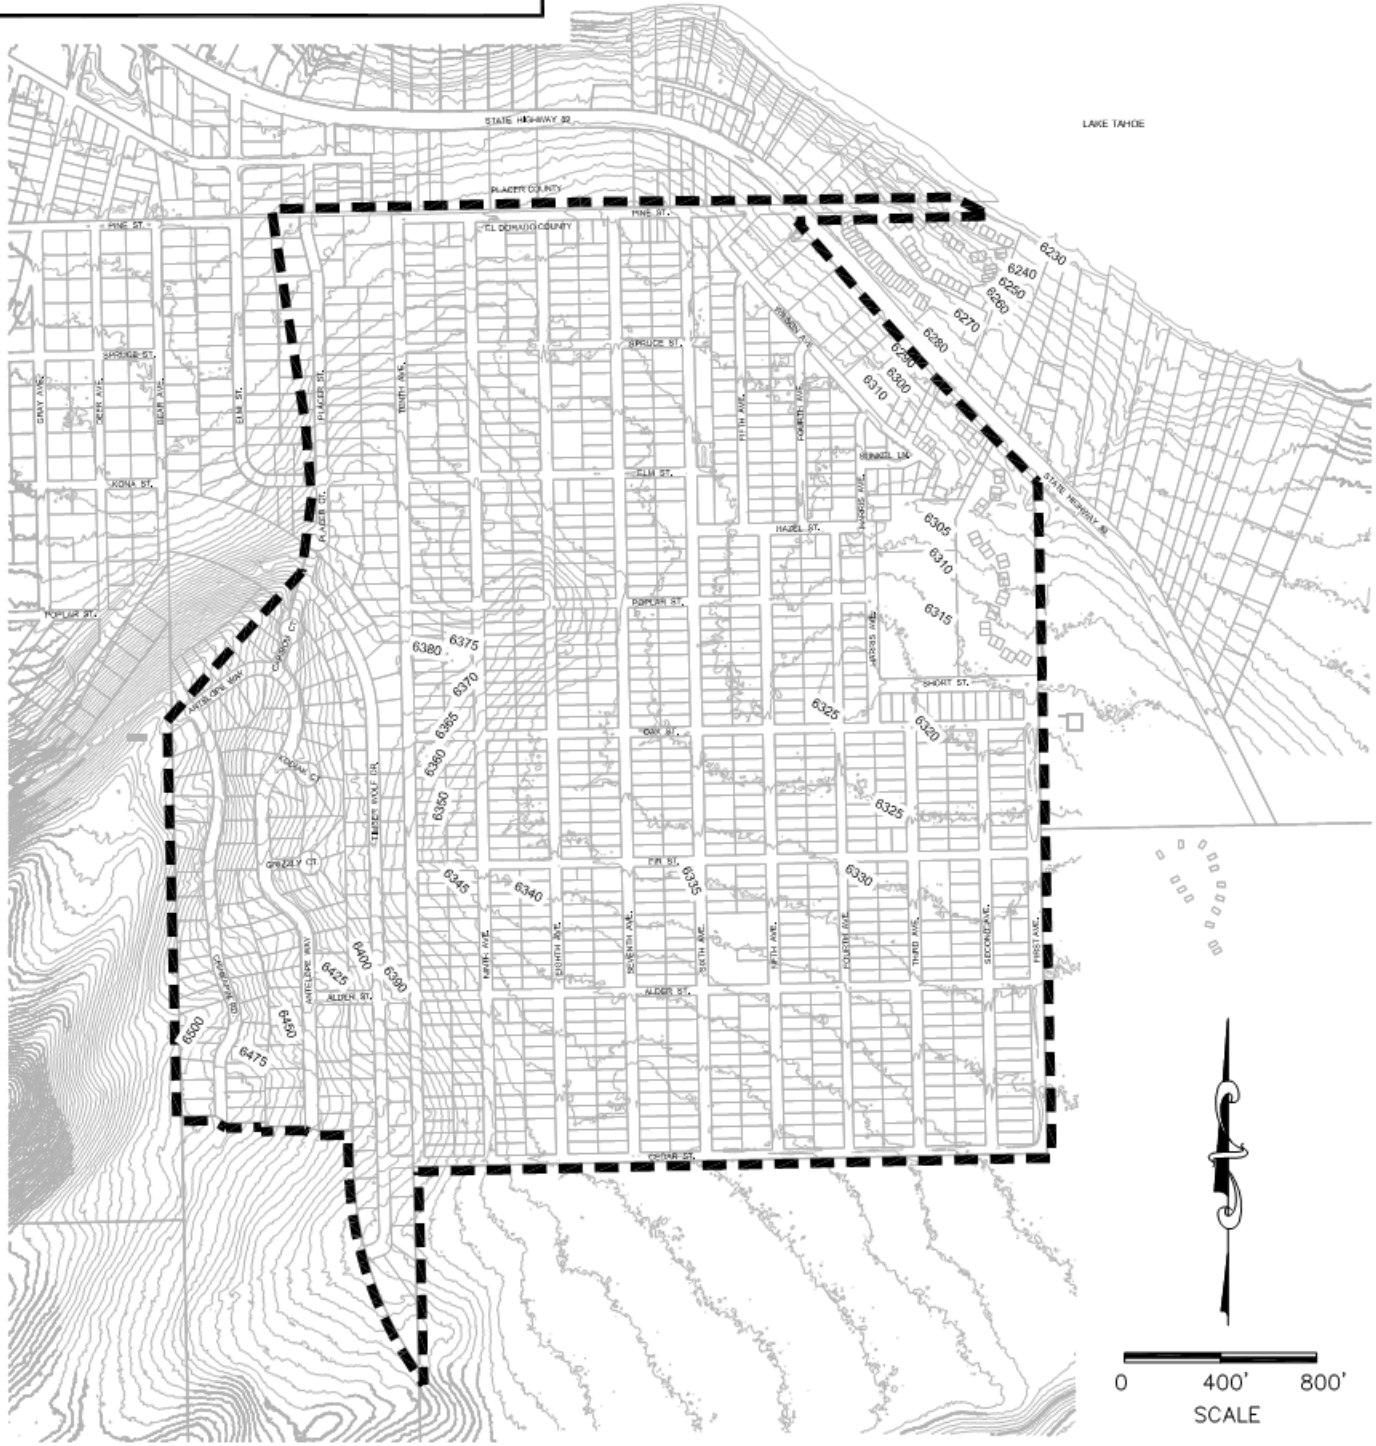 LAKE TAHOE
STATE HIGHWAY 89
PLACER COUNTY
PINE ST.
PINE ST.
EL DORADO COUNTY
6230
6240
6250
6260
6270
6280
6290
6300
6310
SPRUCE ST.
SPRUCE ST.
GRAY AVE.
DEER AVE.
BEAR AVE.
ELM ST.
PLACER ST.
TENTH AVE.
FIFTH AVE.
FOURTH AVE.
BUNKER LN.
KONA ST.
ELM ST.
PLACER CT.
HARRIS AVE.
STATE HIGHWAY 89
HAZEL ST.
6305
6310
6315
POPLAR ST.
POPLAR ST.
HARRIS AVE.
6380
6375
6370
6365
6360
6350
ANTELOPE WAY
SHORT ST.
6325
6320
OAK ST.
KODIAK CT.
TIMBER WOLF DR.
6325
GRIZZLY CT.
FIR ST.
6345
6340
6335
6330
NINTH AVE.
EIGHTH AVE.
SEVENTH AVE.
SIXTH AVE.
FIFTH AVE.
FOURTH AVE.
THIRD AVE.
SECOND AVE.
FIRST AVE.
ANTELOPE WAY
6400
6425
6390
ALDER ST.
ALDER ST.
6500
6450
6475
CEDAR ST.
0 400' 800'
SCALE